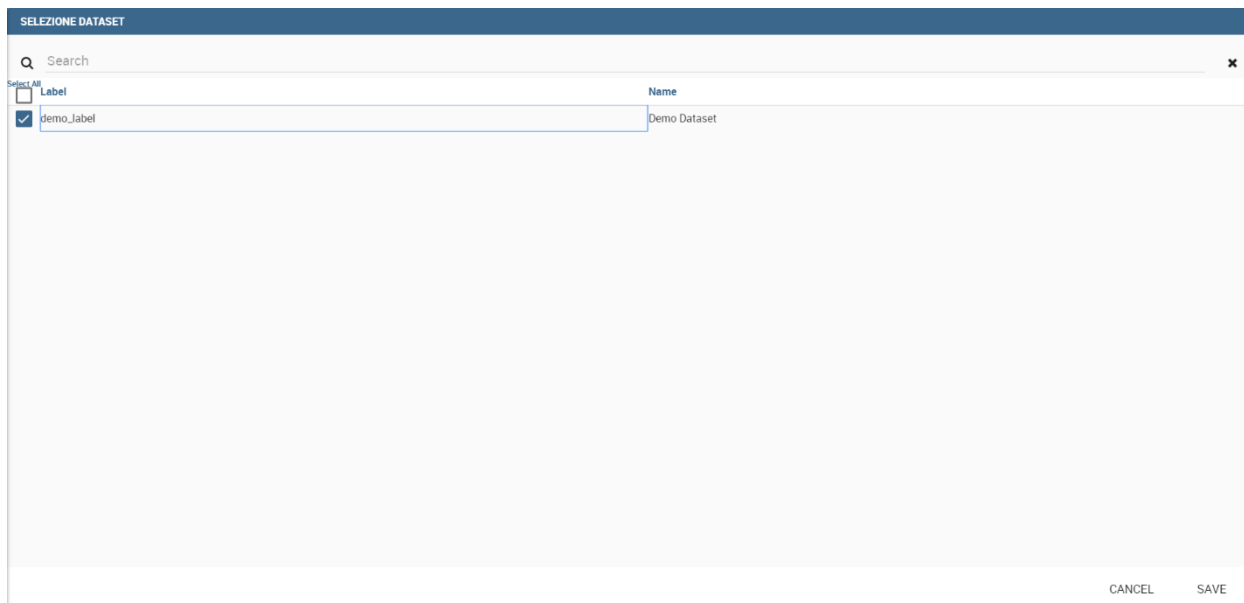 SELEZIONE DATASET
Search
Select All
Label Name
demo_label Demo Dataset
CANCEL SAVE